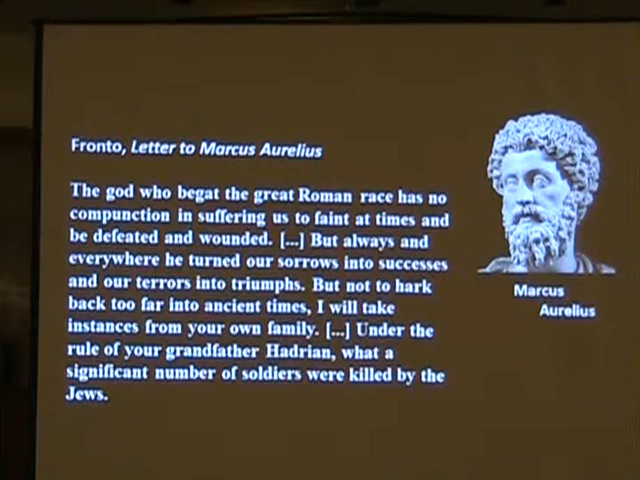 Fronto, Letter to Marcus Aurelius
The god who begat the great Roman race has no
compunction in suffering us to faint at times and
be defeated and wounded. [...] But always and
everywhere he turned our sorrows into successes
and our terrors into triumphs. But not to hark
back too far into ancient times, I will take
instances from your own family. [...] Under the
rule of your grandfather Hadrian, what a
significant number of soldiers were killed by the
Jews.
Marcus
Aurelius